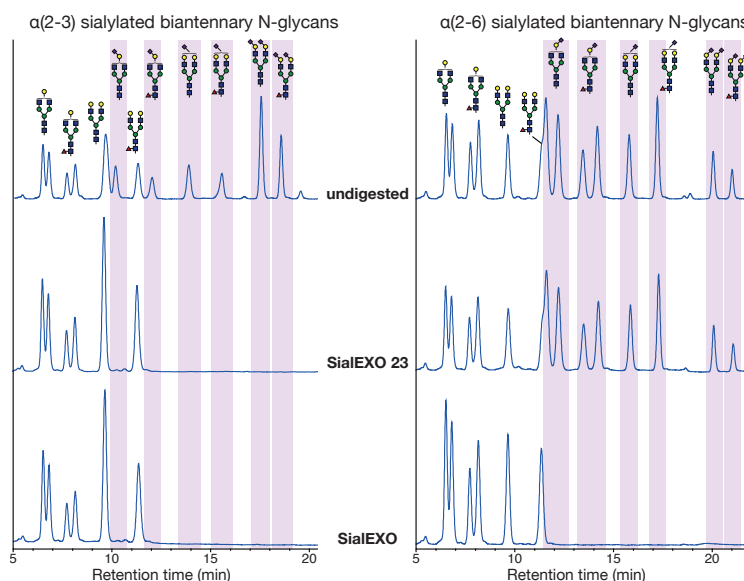 α(2-3) sialylated biantennary N-glycans
α(2-6) sialylated biantennary N-glycans
undigested
SialEXO 23
SialEXO
5 10 15 20
Retention time (min)
5 10 15 20
Retention time (min)